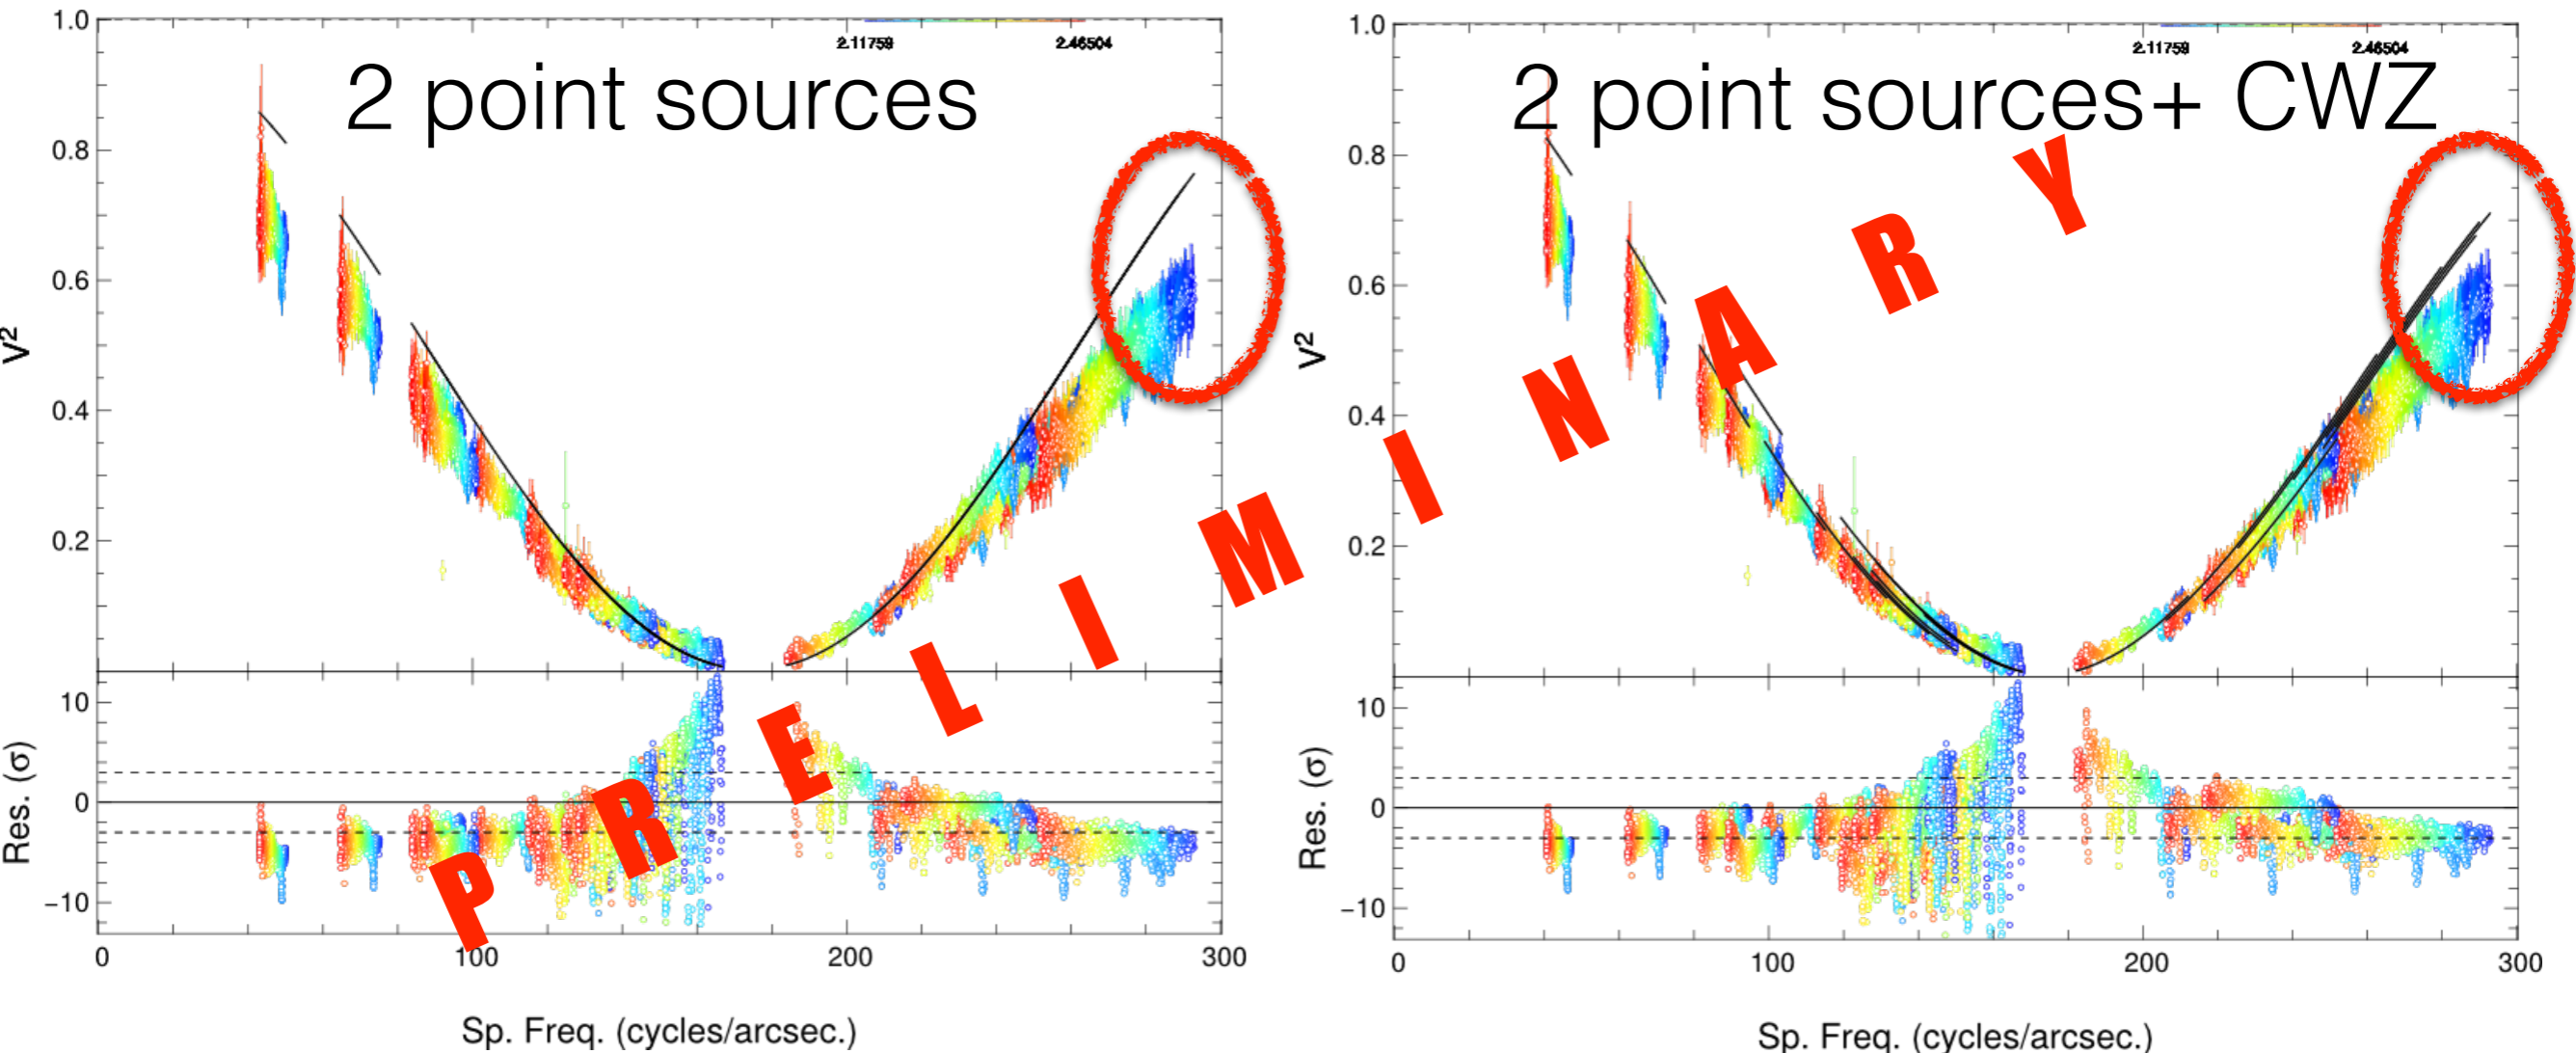 1.0
2.11759 2.46504
2 point sources
0.8
0.6
0.4
0.2
V²
10
0
−10
Res. (σ)
0 100 200 300
Sp. Freq. (cycles/arcsec.)
1.0
2.11759 2.46504
2 point sources+ CWZ
0.8
0.6
0.4
0.2
V²
10
0
−10
Res. (σ)
0 100 200 300
Sp. Freq. (cycles/arcsec.)
PRELIMINARY